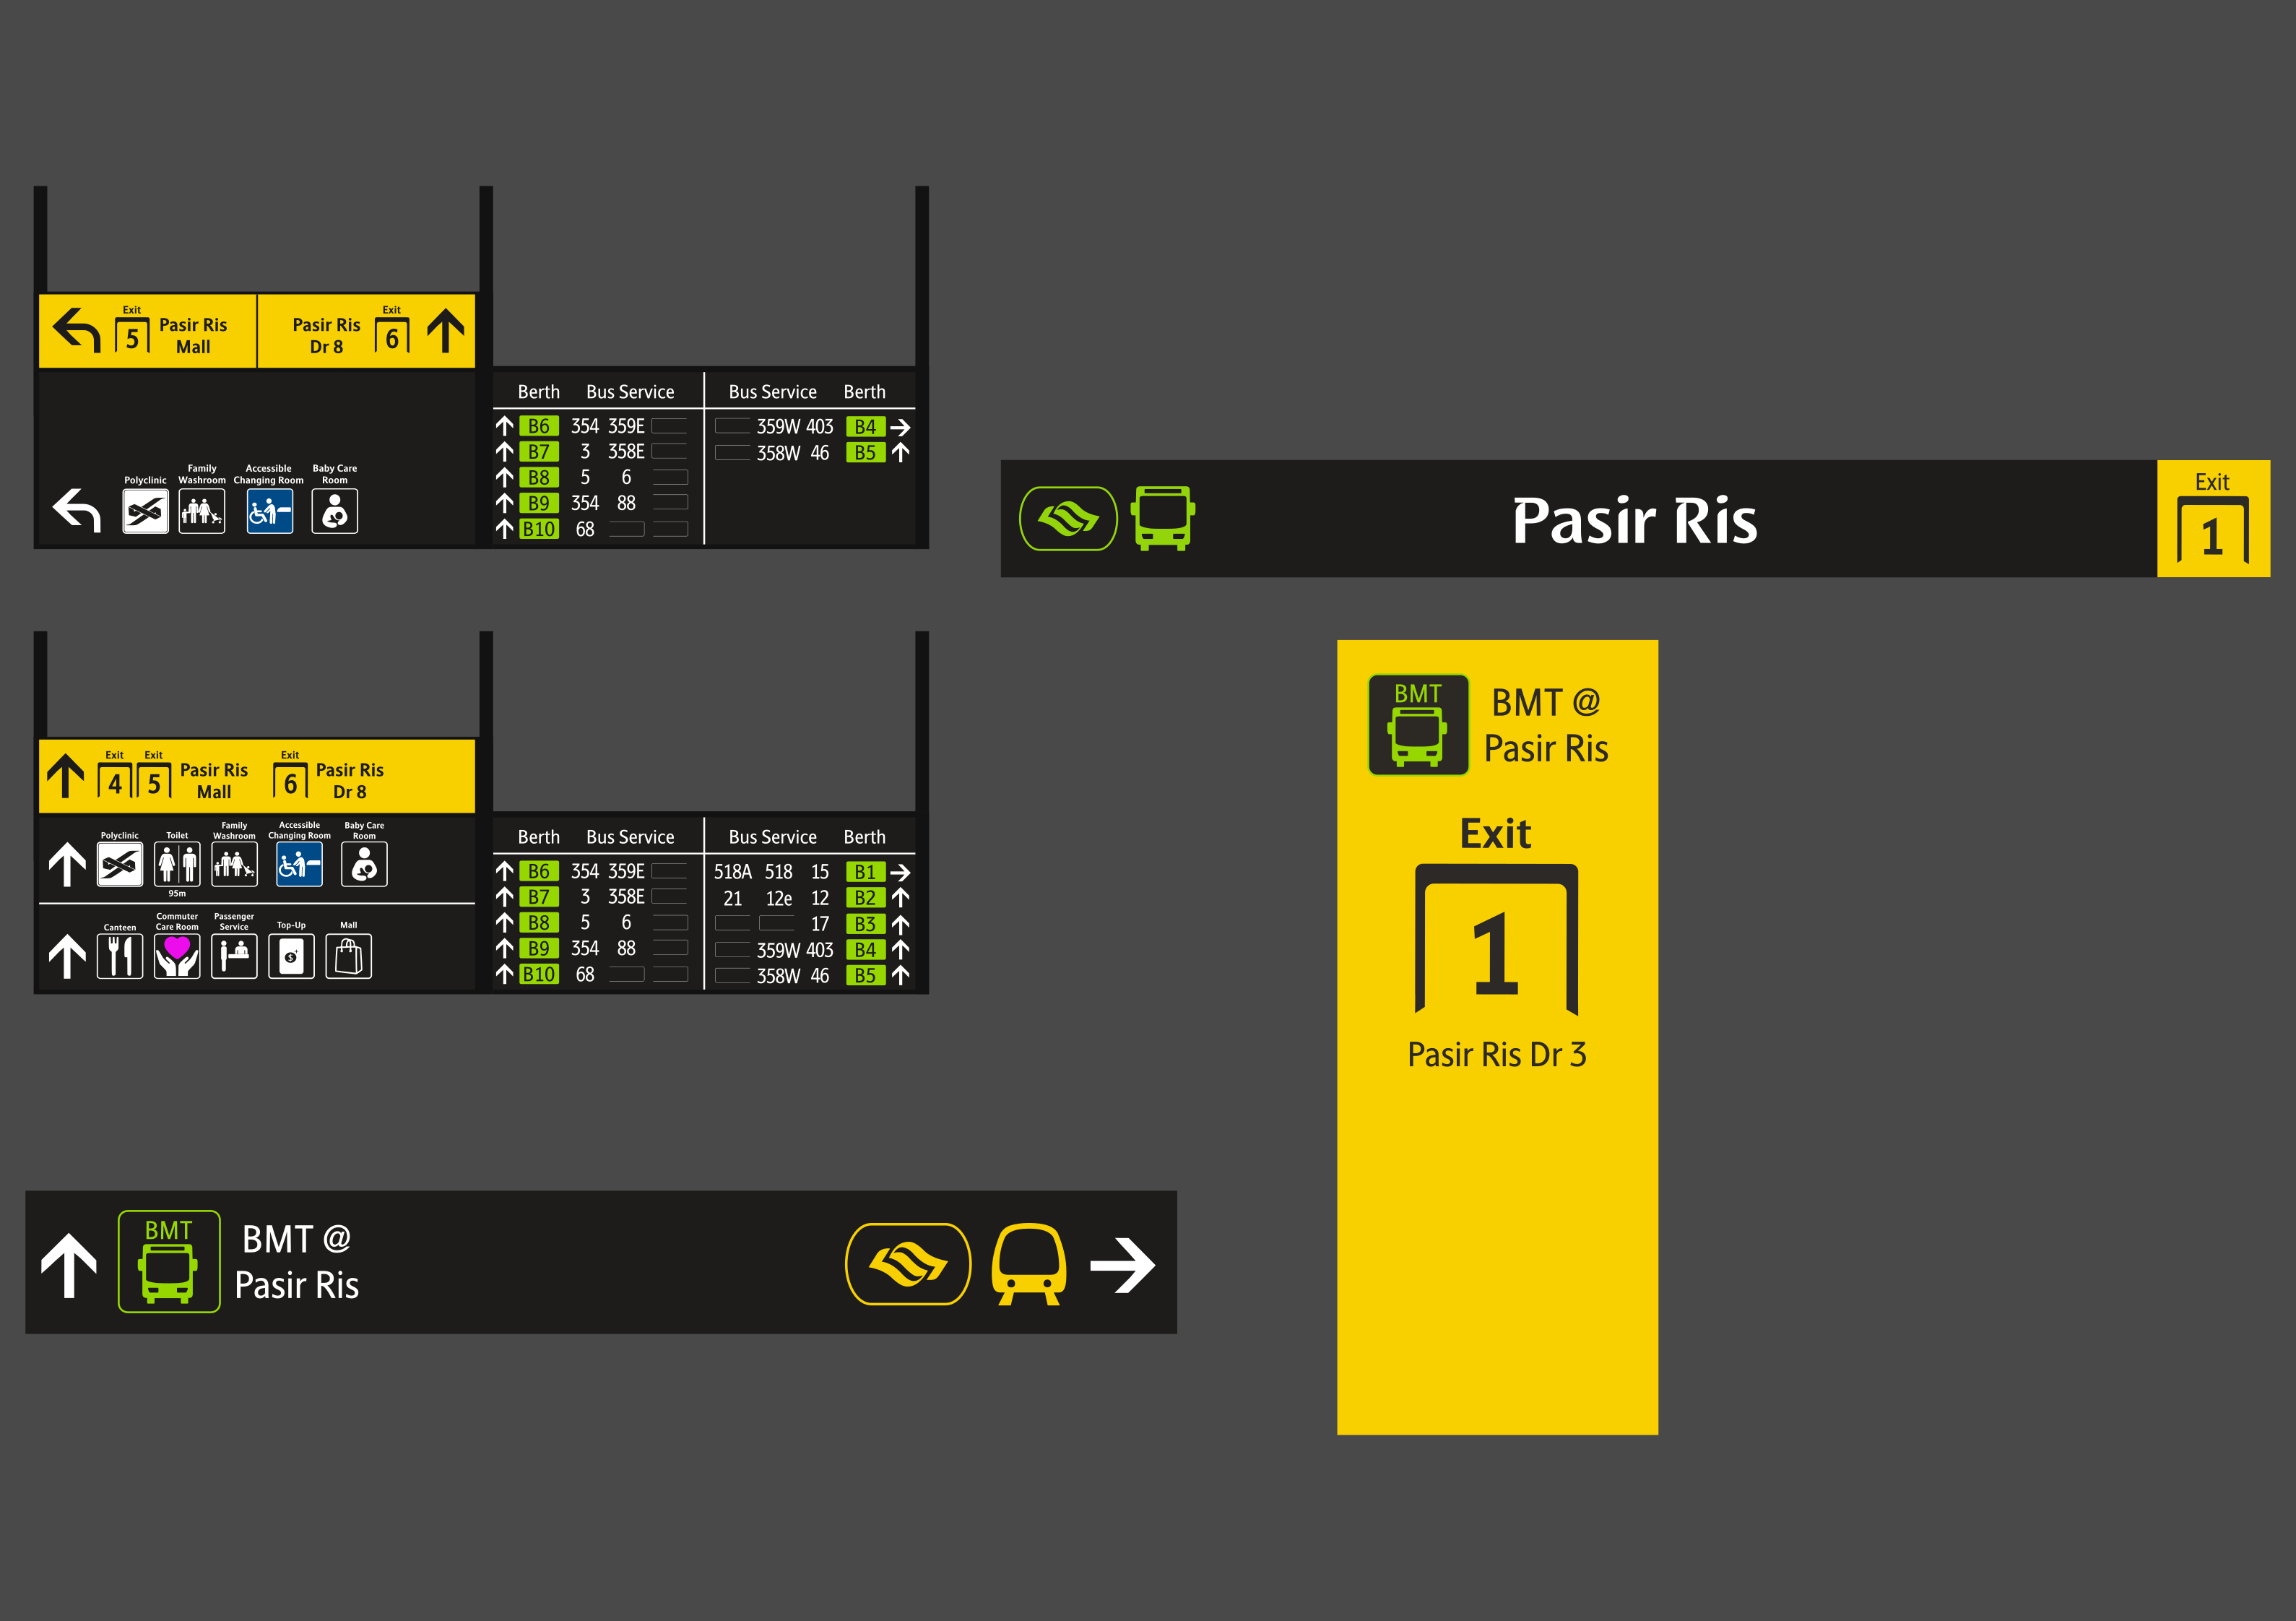 Exit
5
Pasir Ris
Mall
Pasir Ris
Dr 8
Exit
6
Polyclinic
Family
Washroom
Accessible
Changing Room
Baby Care
Room
Berth Bus Service Bus Service Berth
B6 354 359E 359W 403 B4
B7 3 358E 358W 46 B5
B8 5 6
B9 354 88
B10 68
Pasir Ris
Exit
1
Exit
4
Exit
5
Pasir Ris
Mall
Exit
6
Pasir Ris
Dr 8
Polyclinic
Toilet
95m
Family
Washroom
Accessible
Changing Room
Baby Care
Room
Canteen
Commuter
Care Room
Passenger
Service
Top-Up
$
Mall
Berth Bus Service Bus Service Berth
B6 354 359E 518A 518 15 B1
B7 3 358E 21 12e 12 B2
B8 5 6 17 B3
B9 354 88 359W 403 B4
B10 68 358W 46 B5
BMT
BMT @
Pasir Ris
Exit
1
Pasir Ris Dr 3
BMT
BMT @
Pasir Ris